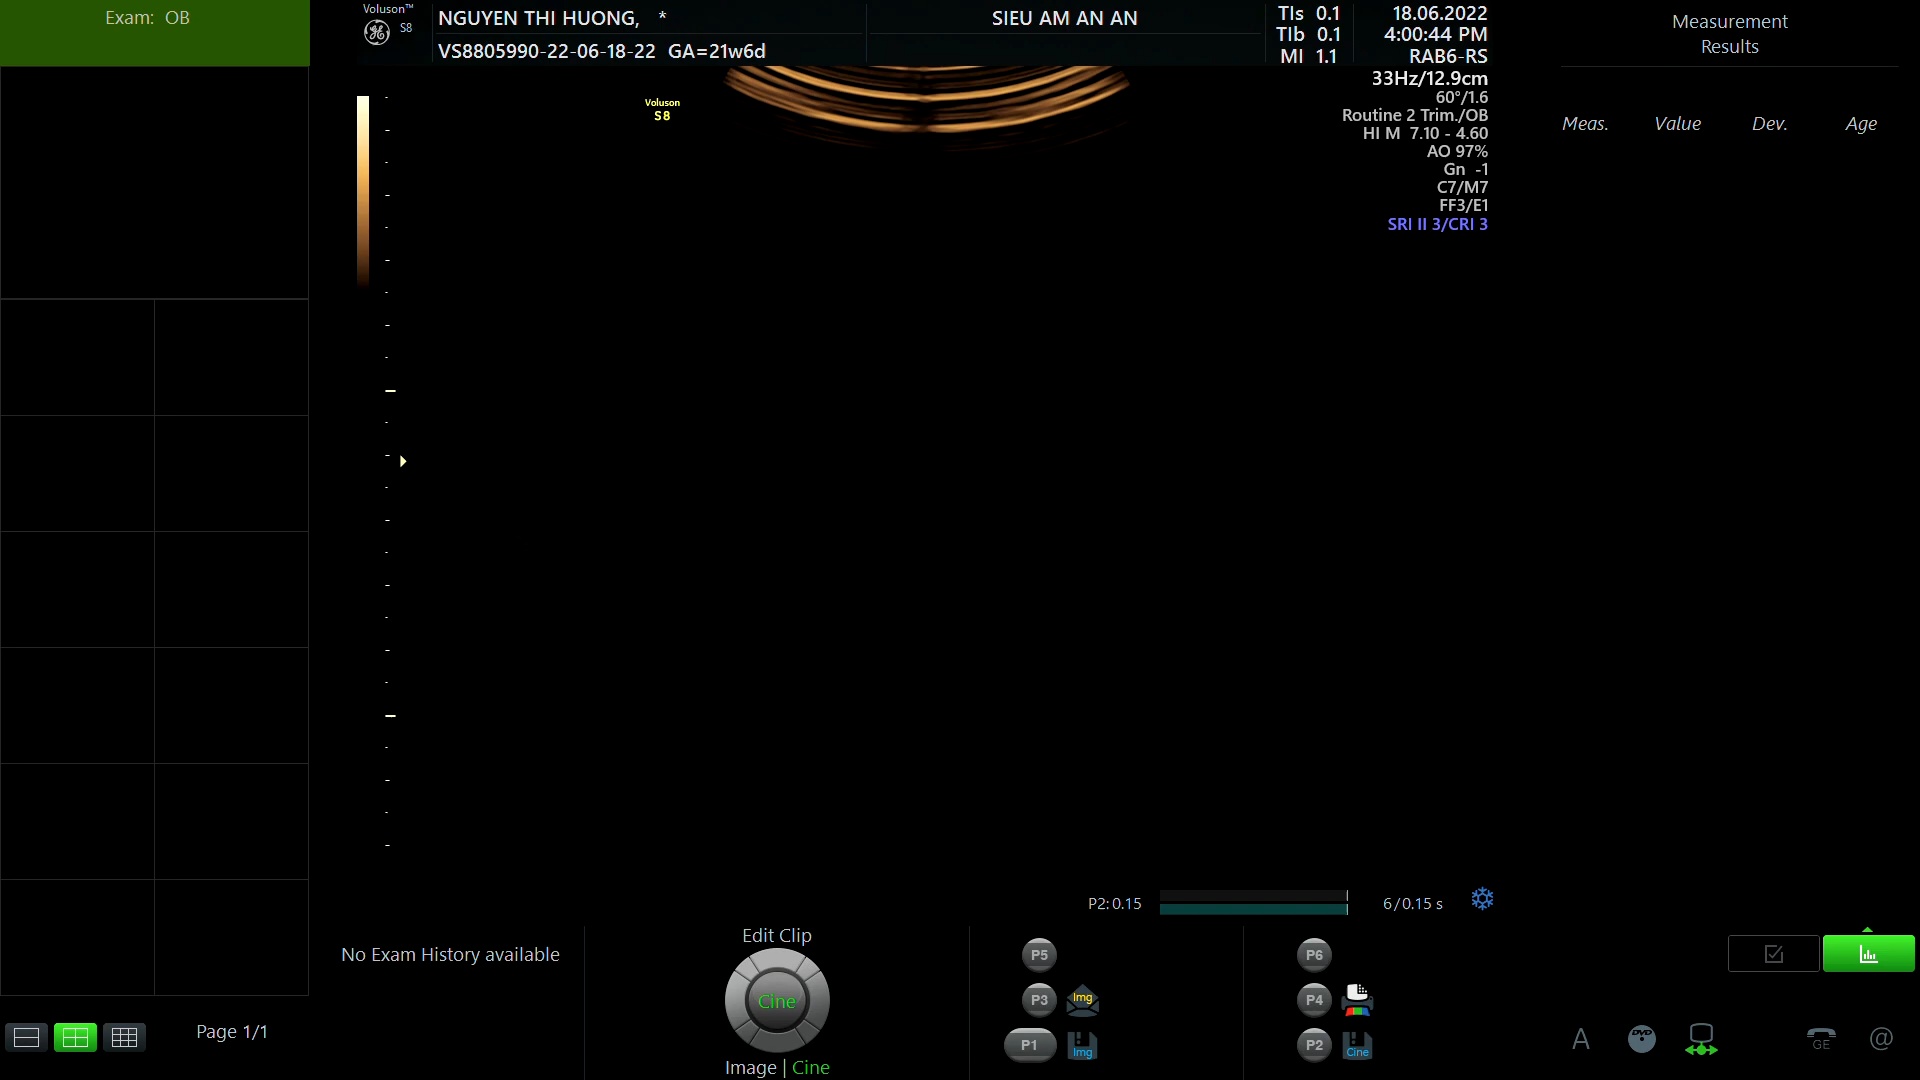 Exam: OB
Voluson™
S8
NGUYEN THI HUONG, *
VS8805990-22-06-18-22 GA=21w6d
SIEU AM AN AN
TIs 0.1
TIb 0.1
MI 1.1
18.06.2022
4:00:44 PM
RAB6-RS
33Hz/12.9cm
60°/1.6
Routine 2 Trim./OB
HI M 7.10 - 4.60
AO 97%
Gn -1
C7/M7
FF3/E1
SRI II 3/CRI 3
Voluson
S8
Measurement
Results
Meas. Value Dev. Age
P2: 0.15
6/0.15 s
No Exam History available
Edit Clip
Cine
Image | Cine
P5
P3 Img
P1 Img
P6
P4
P2 Cine
Page 1/1
A
DVD
GE
@